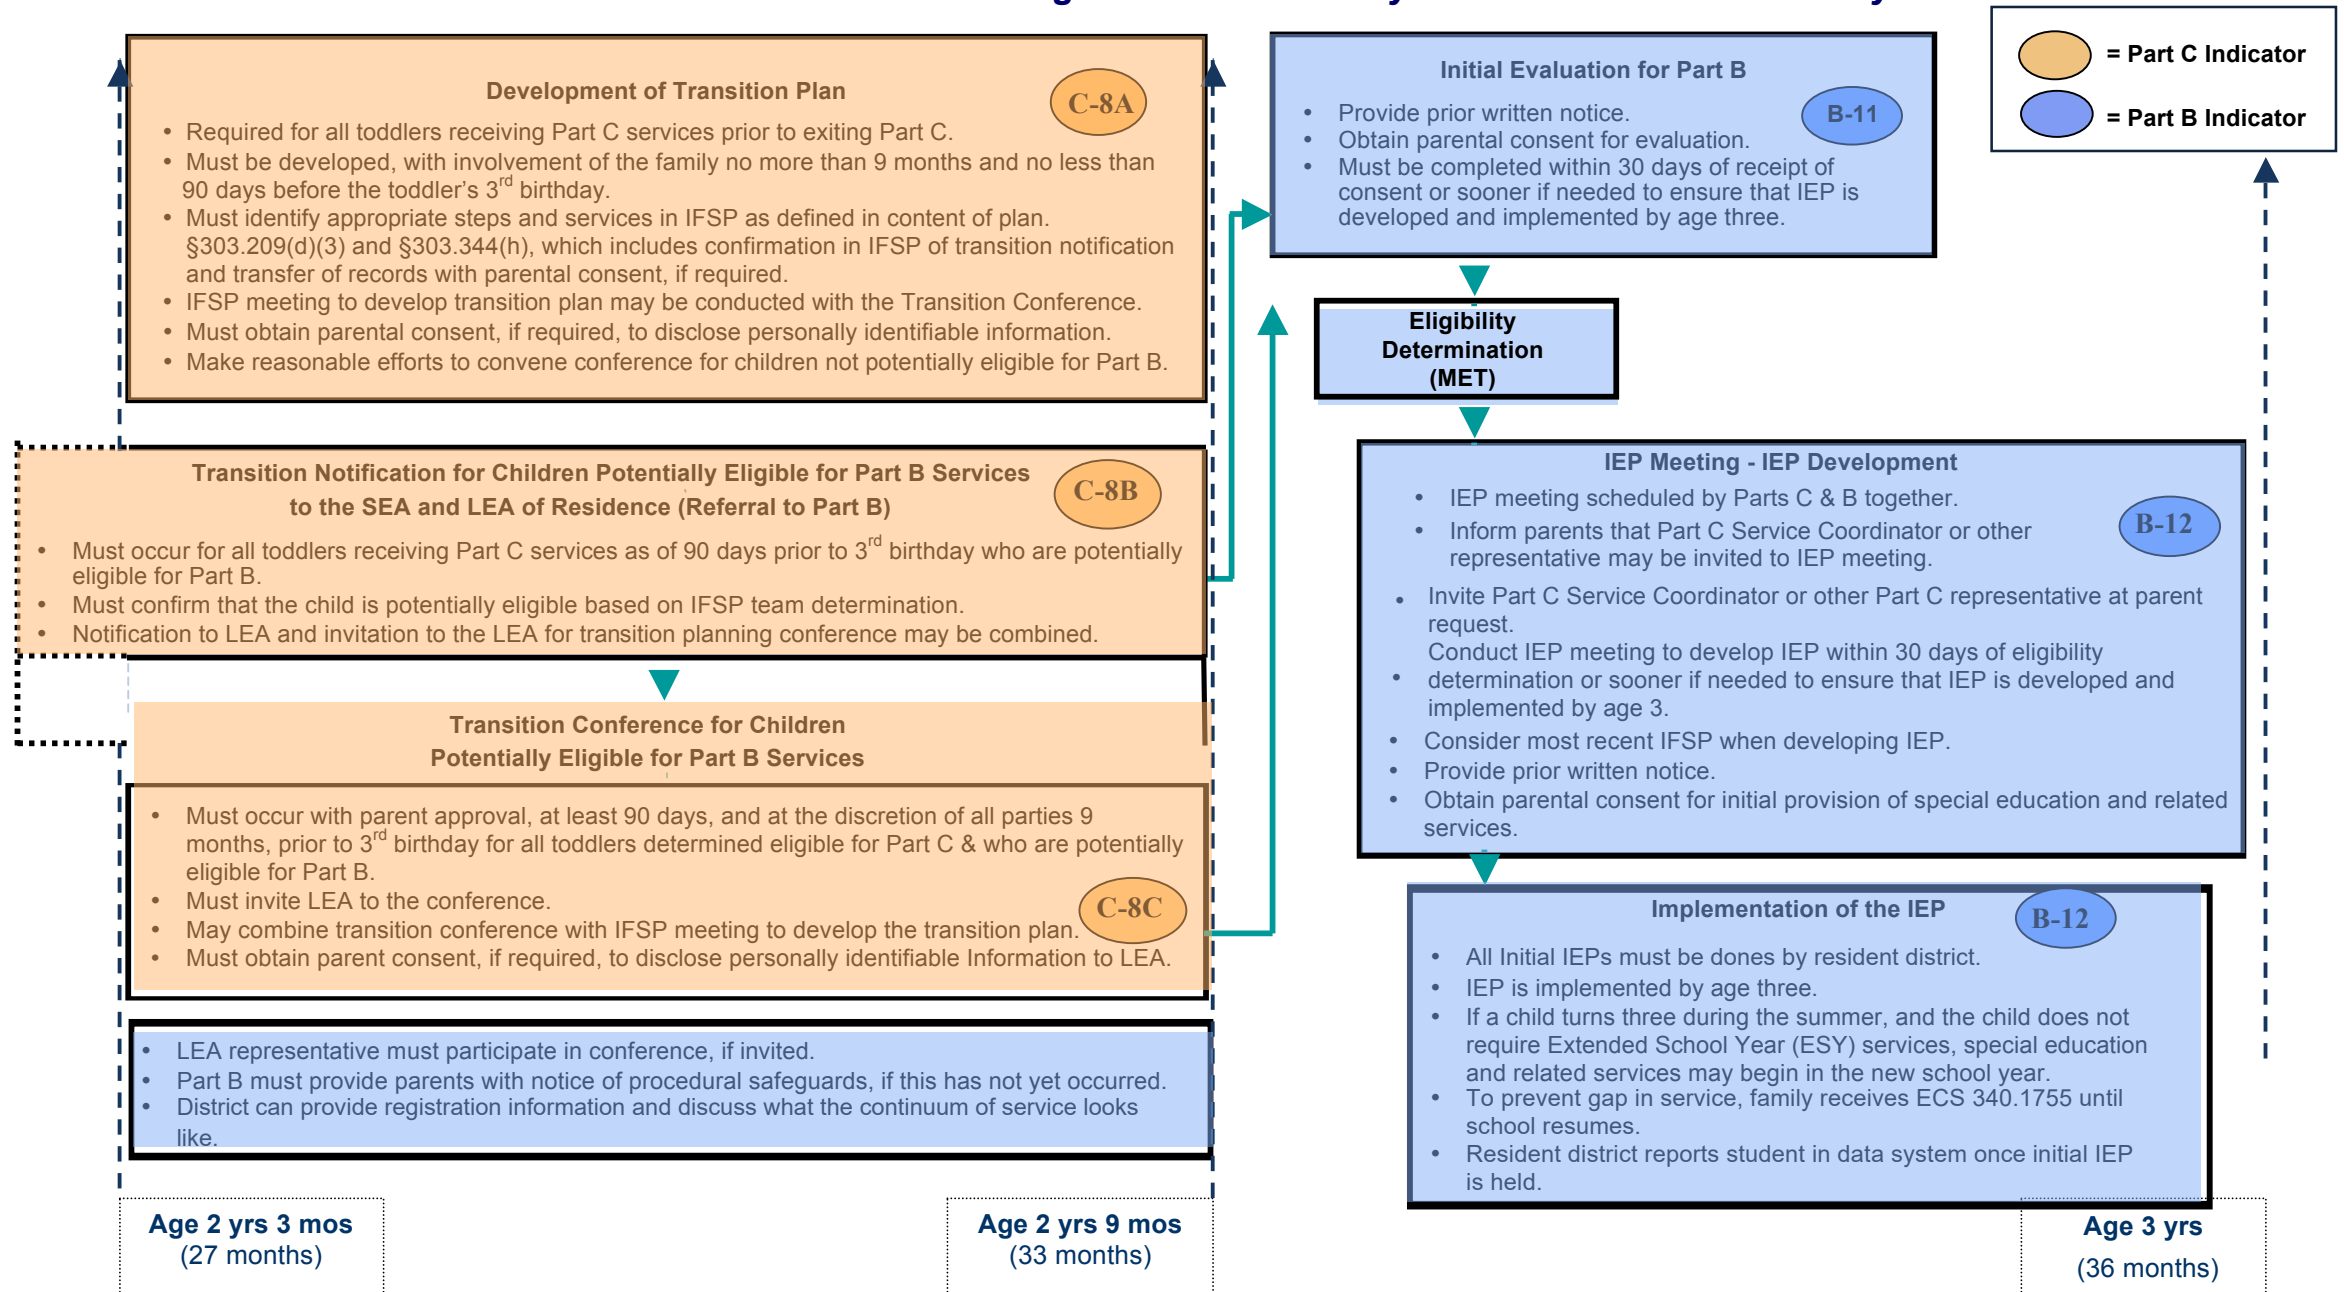 = Part C Indicator
= Part B Indicator
Development of Transition Plan
C-8A
• Required for all toddlers receiving Part C services prior to exiting Part C.
• Must be developed, with involvement of the family no more than 9 months and no less than
90 days before the toddler’s 3rd birthday.
• Must identify appropriate steps and services in IFSP as defined in content of plan.
§303.209(d)(3) and §303.344(h), which includes confirmation in IFSP of transition notification
and transfer of records with parental consent, if required.
• IFSP meeting to develop transition plan may be conducted with the Transition Conference.
• Must obtain parental consent, if required, to disclose personally identifiable information.
• Make reasonable efforts to convene conference for children not potentially eligible for Part B.
Transition Notification for Children Potentially Eligible for Part B Services
to the SEA and LEA of Residence (Referral to Part B)
C-8B
• Must occur for all toddlers receiving Part C services as of 90 days prior to 3rd birthday who are potentially
eligible for Part B.
• Must confirm that the child is potentially eligible based on IFSP team determination.
• Notification to LEA and invitation to the LEA for transition planning conference may be combined.
Transition Conference for Children
Potentially Eligible for Part B Services
• Must occur with parent approval, at least 90 days, and at the discretion of all parties 9
months, prior to 3rd birthday for all toddlers determined eligible for Part C & who are potentially
eligible for Part B.
• Must invite LEA to the conference.
C-8C
• May combine transition conference with IFSP meeting to develop the transition plan.
• Must obtain parent consent, if required, to disclose personally identifiable Information to LEA.
• LEA representative must participate in conference, if invited.
• Part B must provide parents with notice of procedural safeguards, if this has not yet occurred.
• District can provide registration information and discuss what the continuum of service looks
like.
Initial Evaluation for Part B
B-11
• Provide prior written notice.
• Obtain parental consent for evaluation.
• Must be completed within 30 days of receipt of
consent or sooner if needed to ensure that IEP is
developed and implemented by age three.
Eligibility
Determination
(MET)
IEP Meeting - IEP Development
• IEP meeting scheduled by Parts C & B together.
B-12
• Inform parents that Part C Service Coordinator or other
representative may be invited to IEP meeting.
• Invite Part C Service Coordinator or other Part C representative at parent
request.
Conduct IEP meeting to develop IEP within 30 days of eligibility
• determination or sooner if needed to ensure that IEP is developed and
implemented by age 3.
• Consider most recent IFSP when developing IEP.
• Provide prior written notice.
• Obtain parental consent for initial provision of special education and related
services.
Implementation of the IEP
B-12
• All Initial IEPs must be dones by resident district.
• IEP is implemented by age three.
• If a child turns three during the summer, and the child does not
require Extended School Year (ESY) services, special education
and related services may begin in the new school year.
• To prevent gap in service, family receives ECS 340.1755 until
school resumes.
• Resident district reports student in data system once initial IEP
is held.
Age 2 yrs 3 mos
(27 months)
Age 2 yrs 9 mos
(33 months)
Age 3 yrs
(36 months)